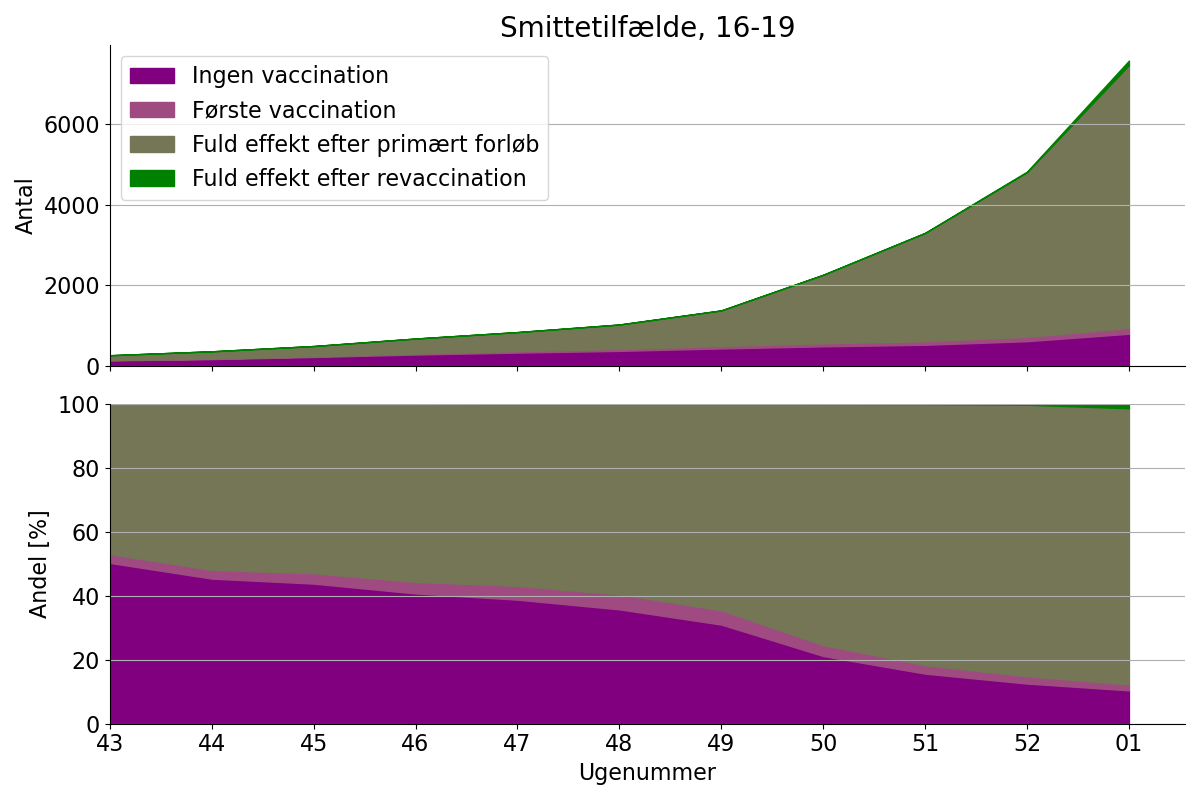 Smittetilfælde, 16-19
Ingen vaccination
Første vaccination
Fuld effekt efter primært forløb
Fuld effekt efter revaccination
Antal
6000
4000
2000
0
Andel [%]
100
80
60
40
20
0
43 44 45 46 47 48 49 50 51 52 01
Ugenummer